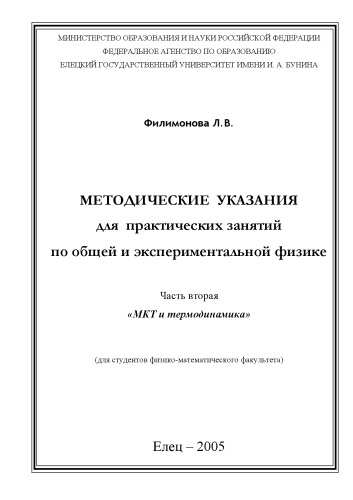 МИНИСТЕРСТВО ОБРАЗОВАНИЯ И НАУКИ РОССИЙСКОЙ ФЕДЕРАЦИИ
ФЕДЕРАЛЬНОЕ АГЕНСТВО ПО ОБРАЗОВАНИЮ
ЕЛЕЦКИЙ ГОСУДАРСТВЕННЫЙ УНИВЕРСИТЕТ ИМЕНИ И. А. БУНИНА
Филимонова Л.В.
МЕТОДИЧЕСКИЕ УКАЗАНИЯ
для практических занятий
по общей и экспериментальной физике
Часть вторая
«МКТ и термодинамика»
(для студентов физико-математического факультета)
Елец – 2005